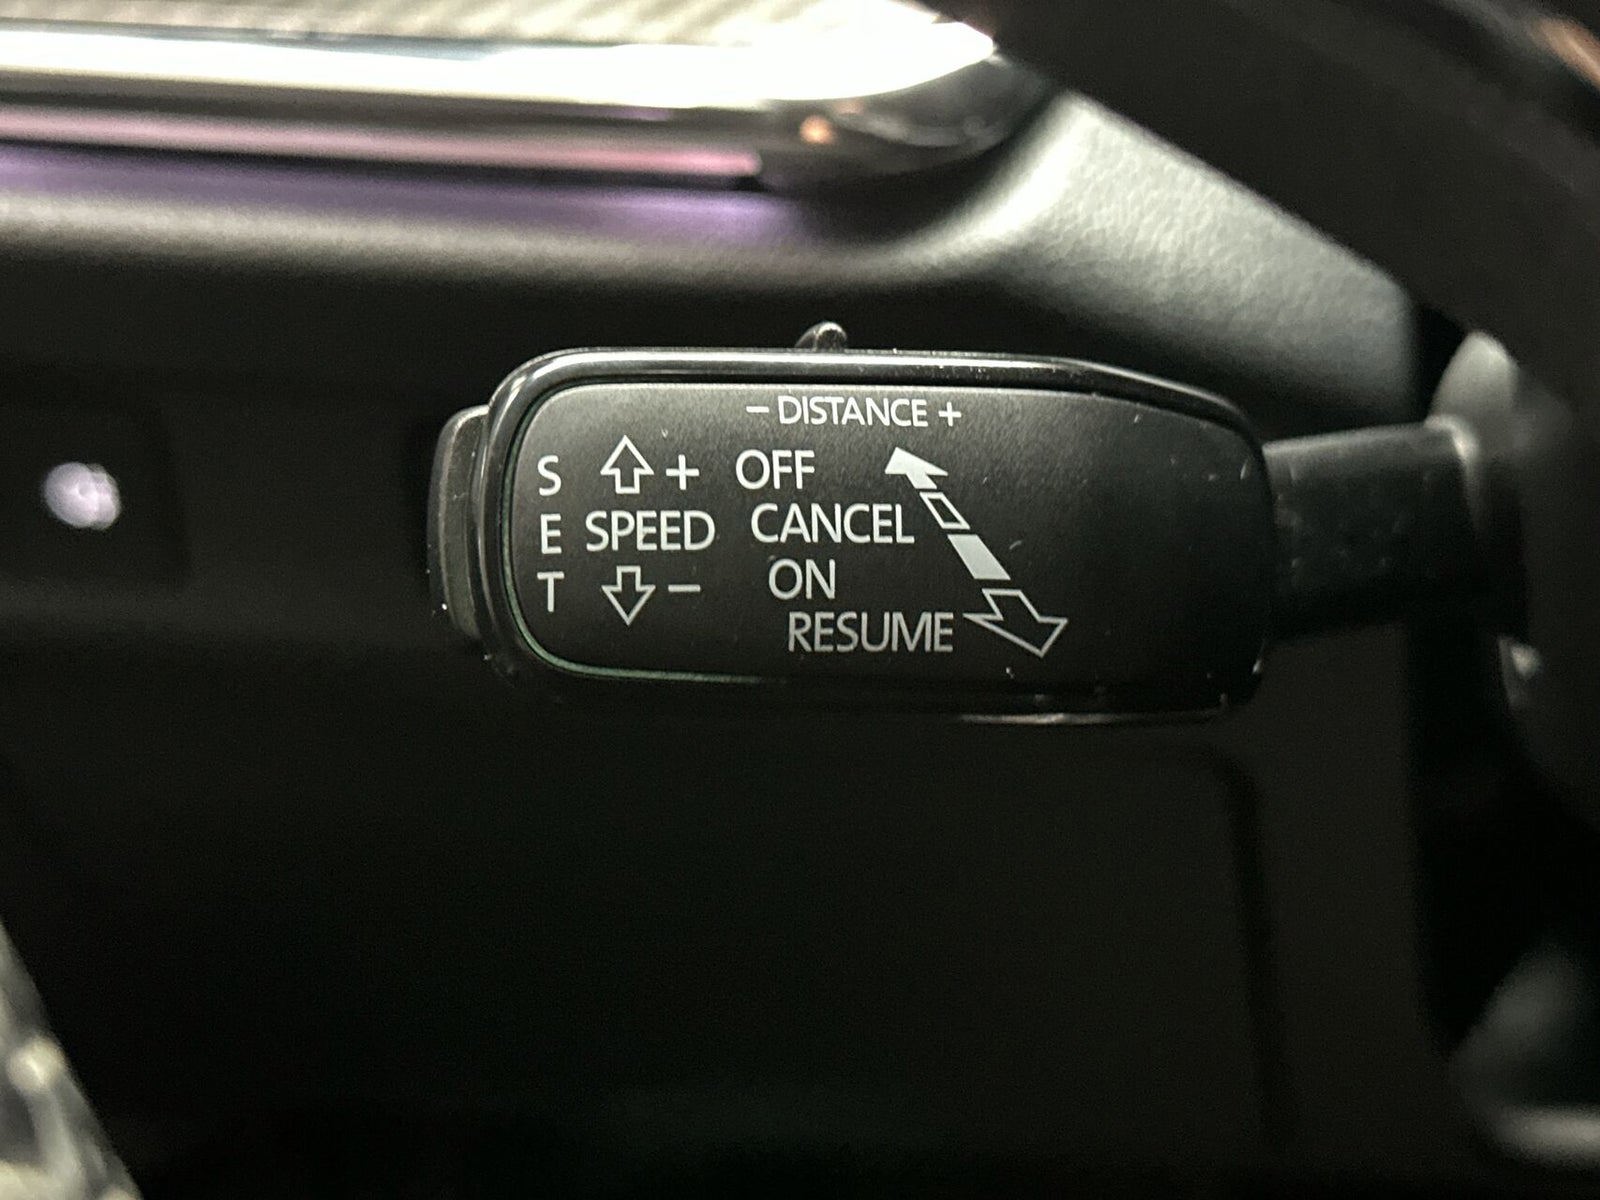 − DISTANCE +
S + OFF
E SPEED CANCEL
T − ON
RESUME